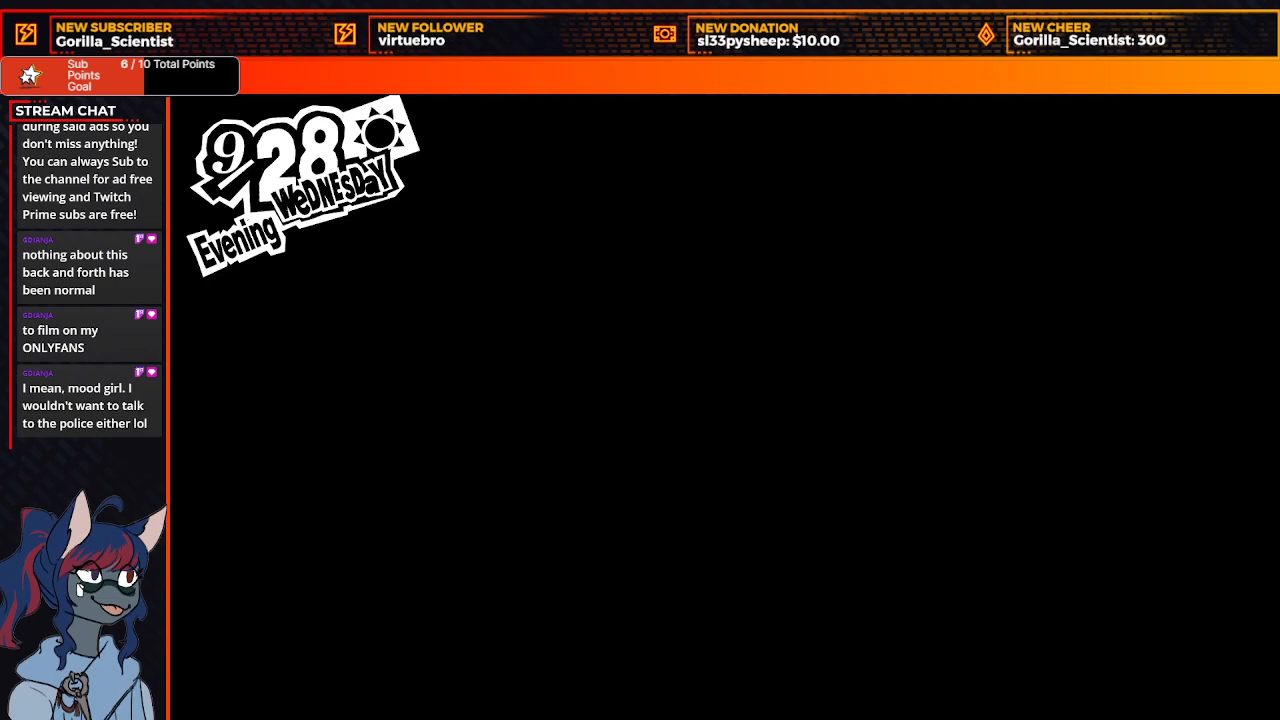 NEW SUBSCRIBER
Gorilla_Scientist
NEW FOLLOWER
virtuebro
NEW DONATION
sl33pysheep: $10.00
NEW CHEER
Gorilla_Scientist: 300
Sub Points Goal
6 / 10 Total Points
STREAM CHAT
during said ads so you
don't miss anything!
You can always Sub to
the channel for ad free
viewing and Twitch
Prime subs are free!
GDIANJA
nothing about this
back and forth has
been normal
GDIANJA
to film on my
ONLYFANS
GDIANJA
I mean, mood girl. I
wouldn't want to talk
to the police either lol
9/28
WeDNESDaY
Evening